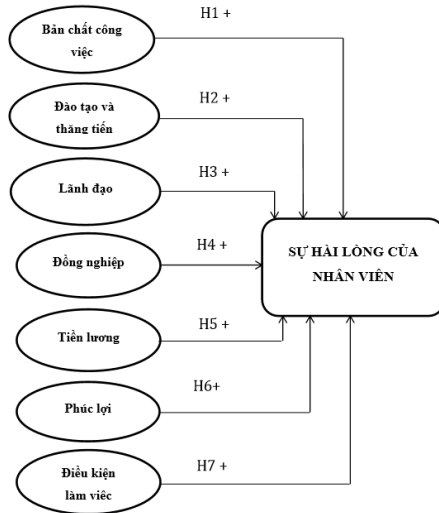 H1 +
Bản chất công
việc
H2 +
Đào tạo và
thăng tiến
H3 +
Lãnh đạo
H4 +
Đồng nghiệp
SỰ HÀI LÒNG CỦA
NHÂN VIÊN
H5 +
Tiền lương
H6+
Phúc lợi
H7 +
Điều kiện
làm viêc